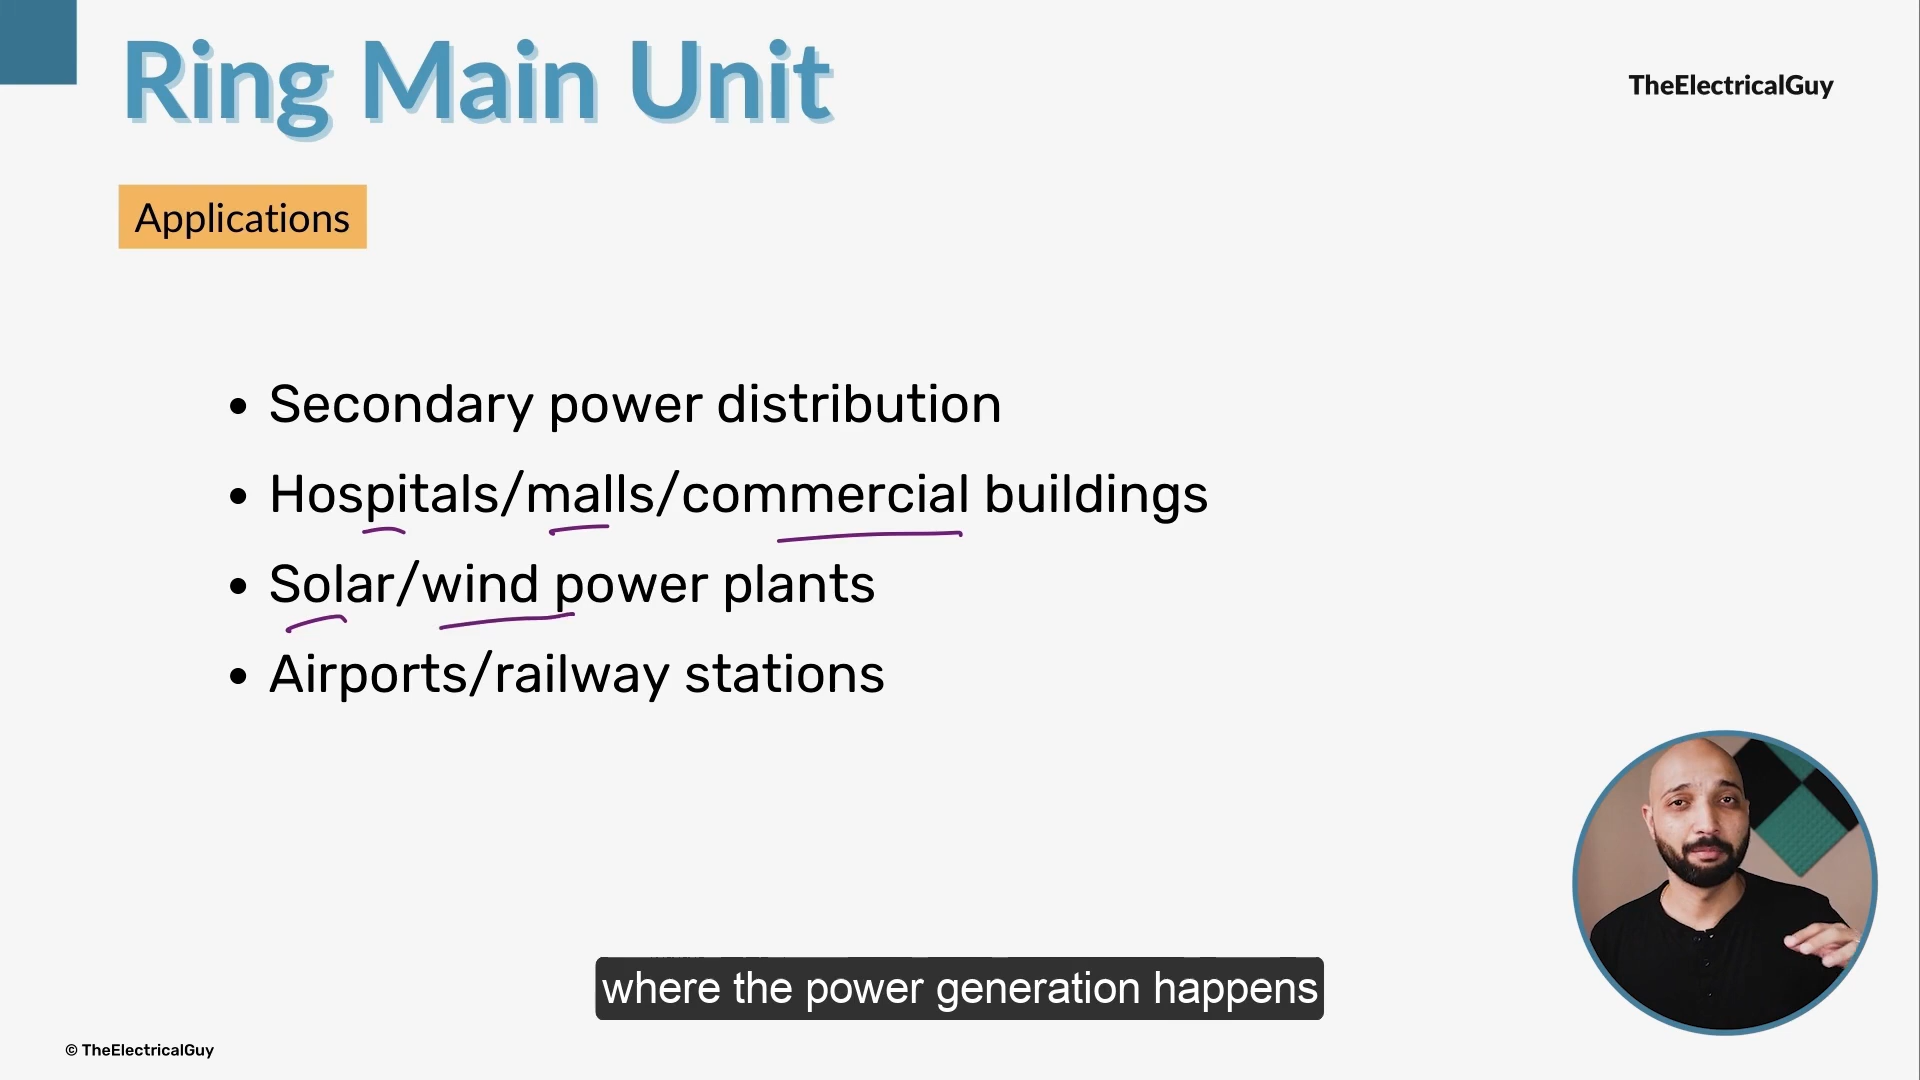 Ring Main Unit
TheElectricalGuy
Applications
• Secondary power distribution
• Hospitals/malls/commercial buildings
• Solar/wind power plants
• Airports/railway stations
where the power generation happens
© TheElectricalGuy